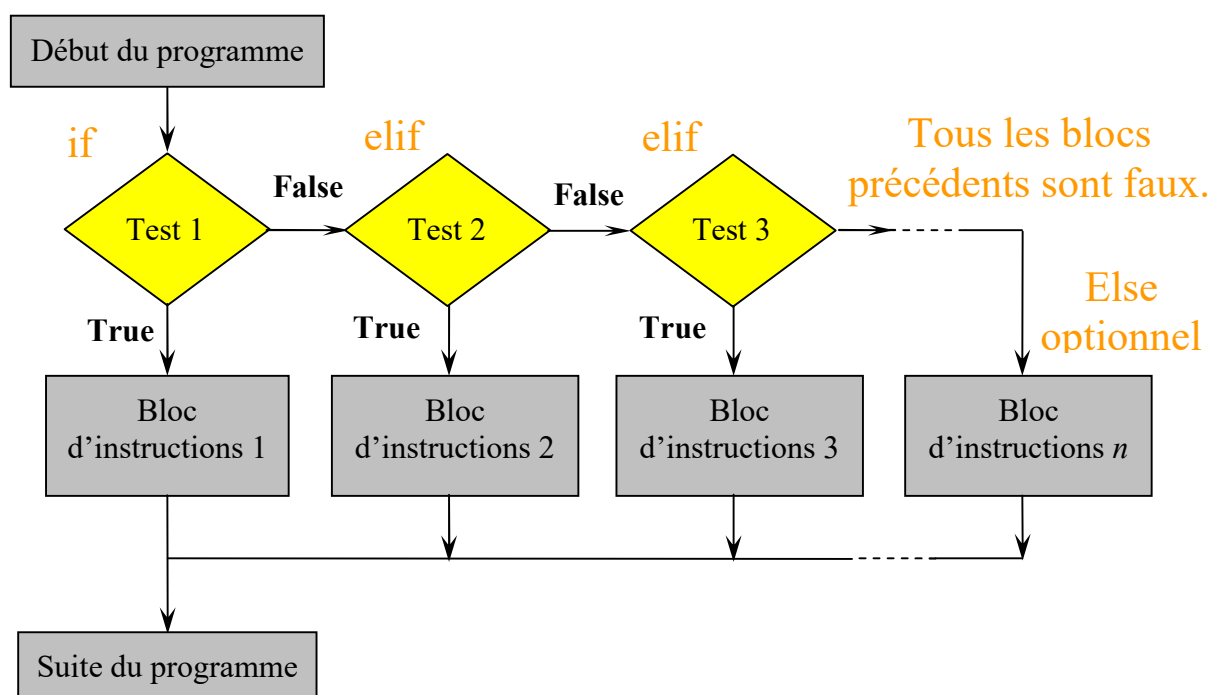 Début du programme
if
elif
elif
Tous les blocs
précédents sont faux.
False
False
Test 1
Test 2
Test 3
Else
optionnel
True
True
True
Bloc
d’instructions 1
Bloc
d’instructions 2
Bloc
d’instructions 3
Bloc
d’instructions n
Suite du programme